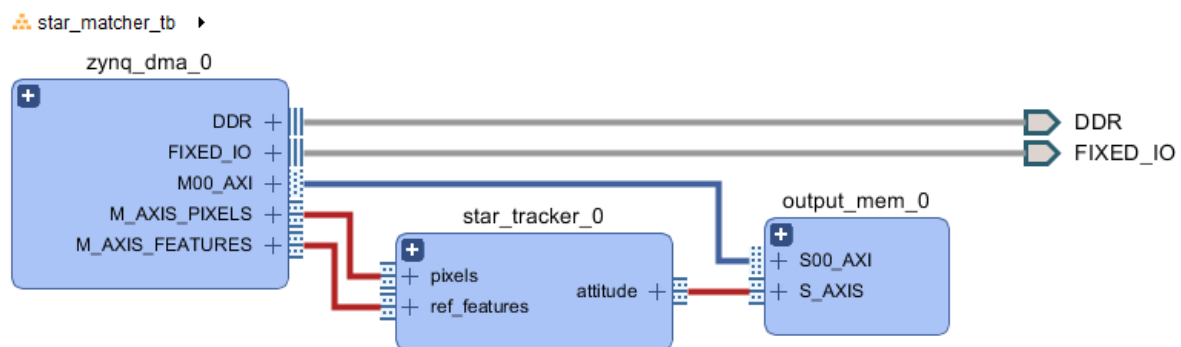 star_matcher_tb
zynq_dma_0
DDR
FIXED_IO
M00_AXI
M_AXIS_PIXELS
M_AXIS_FEATURES
DDR
FIXED_IO
star_tracker_0
pixels
ref_features
attitude
output_mem_0
S00_AXI
S_AXIS